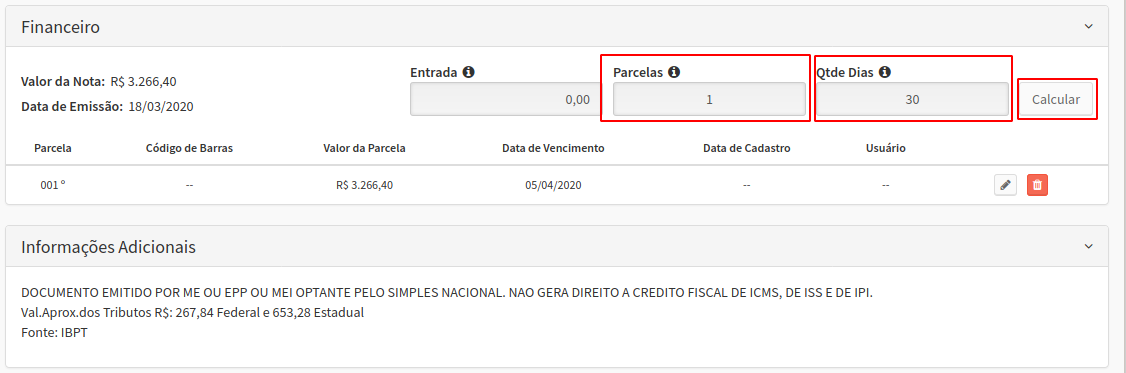 Financeiro
Valor da Nota: R$ 3.266,40
Data de Emissão: 18/03/2020
Entrada
0,00
Parcelas
1
Qtde Dias
30
Calcular
Parcela Código de Barras Valor da Parcela Data de Vencimento Data de Cadastro Usuário
001 º -- R$ 3.266,40 05/04/2020 -- --
Informações Adicionais
DOCUMENTO EMITIDO POR ME OU EPP OU MEI OPTANTE PELO SIMPLES NACIONAL. NAO GERA DIREITO A CREDITO FISCAL DE ICMS, DE ISS E DE IPI.
Val.Aprox.dos Tributos R$: 267,84 Federal e 653,28 Estadual
Fonte: IBPT